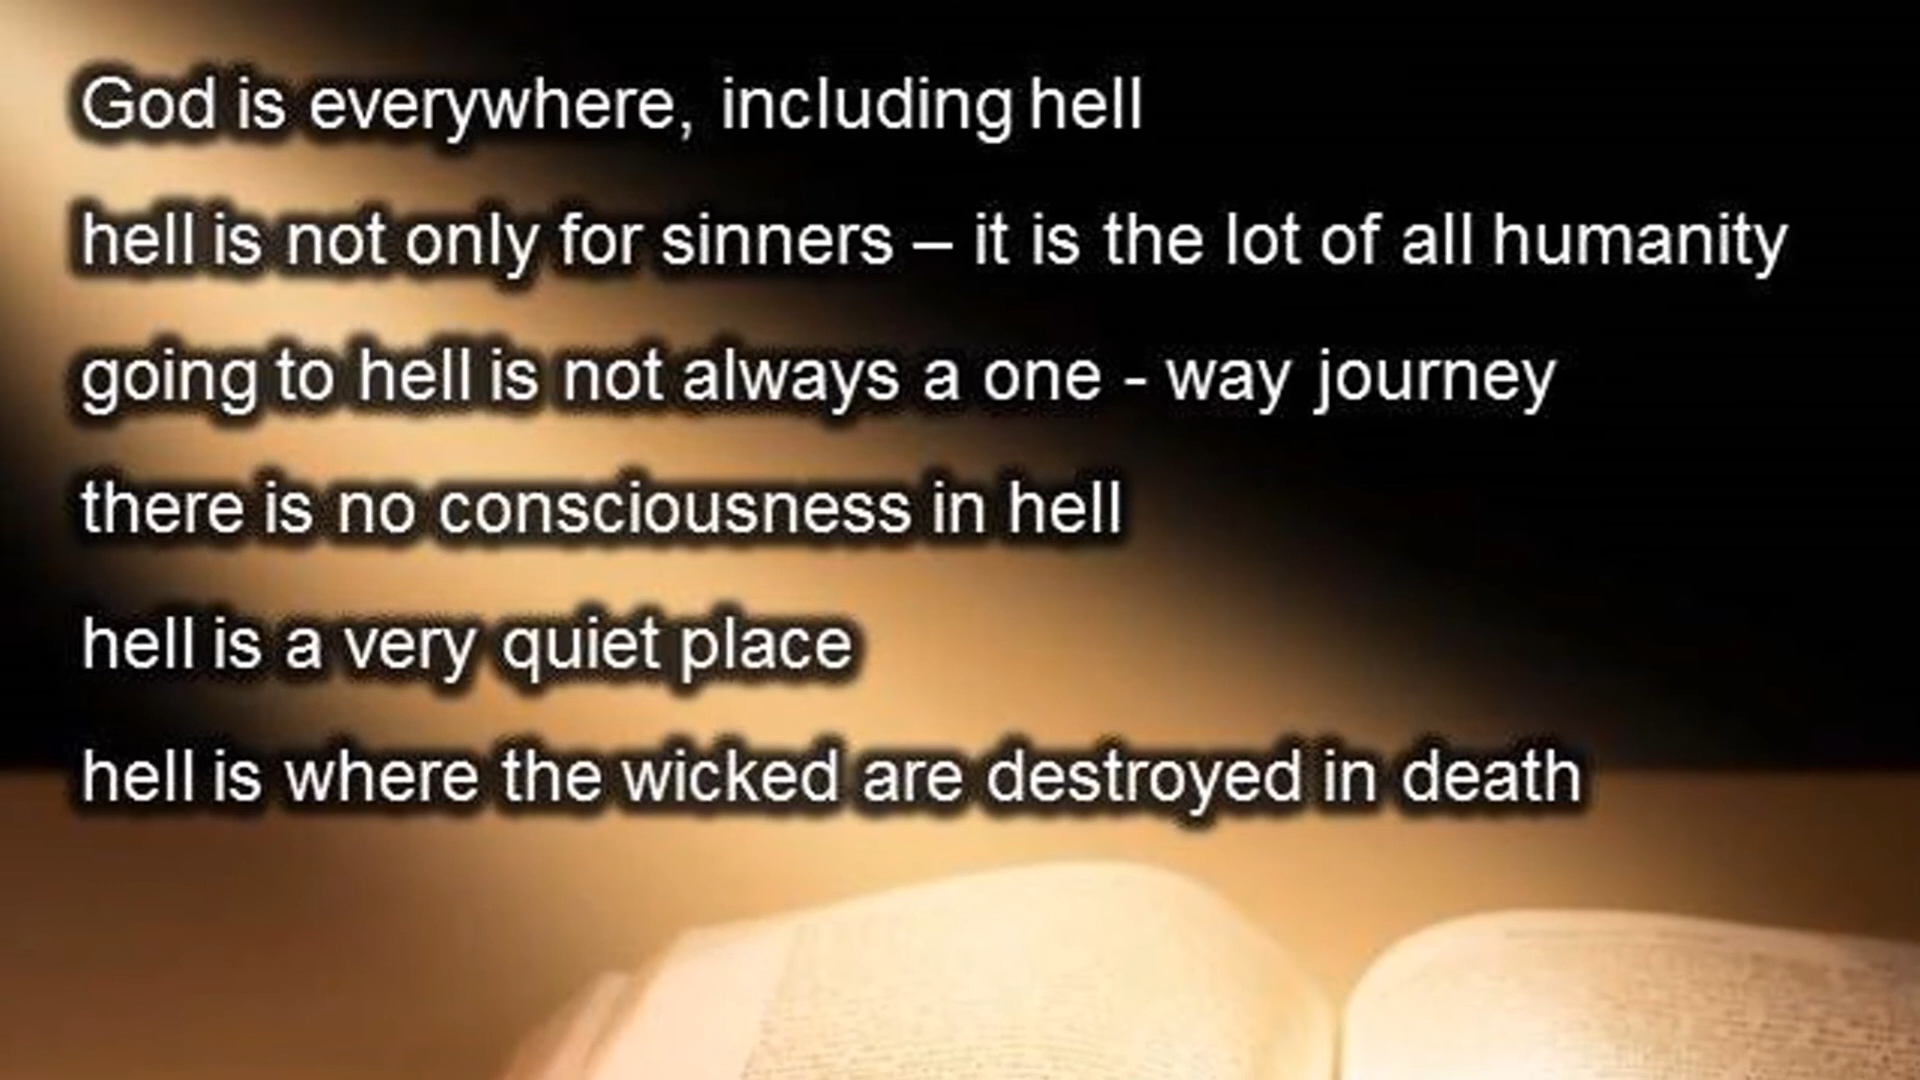 God is everywhere, including hell
hell is not only for sinners – it is the lot of all humanity
going to hell is not always a one - way journey
there is no consciousness in hell
hell is a very quiet place
hell is where the wicked are destroyed in death